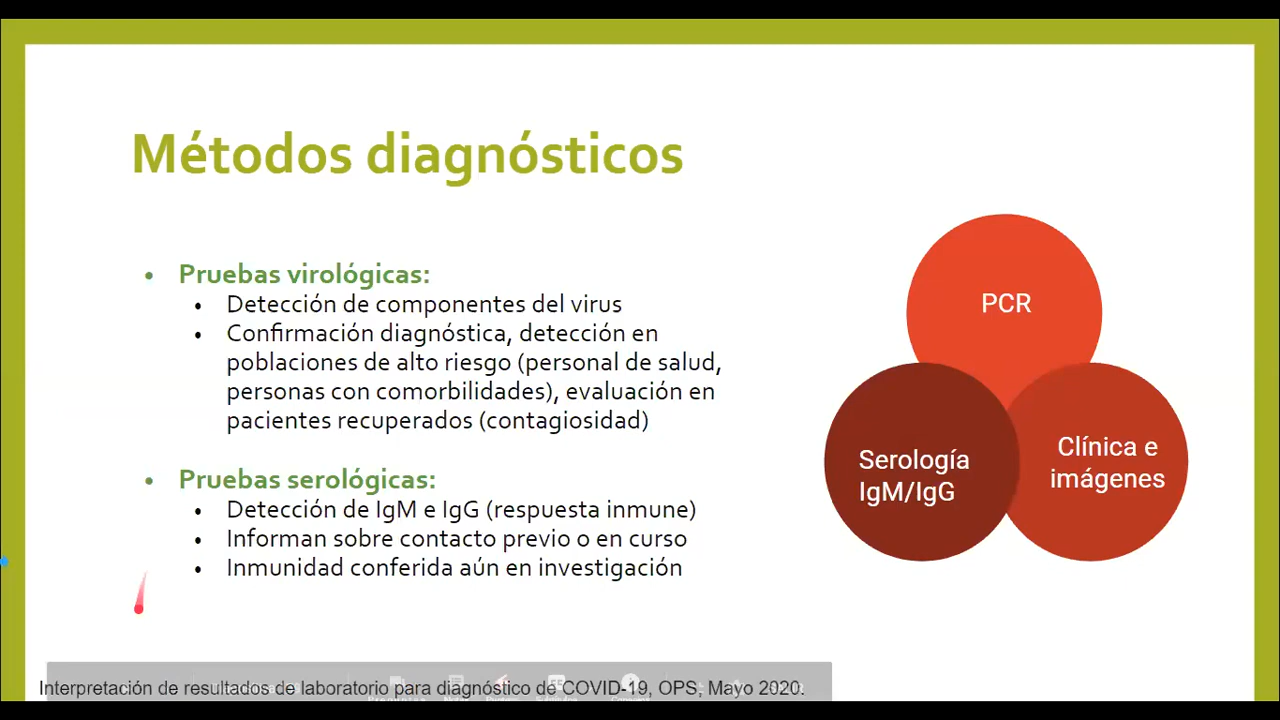 Métodos diagnósticos
• Pruebas virológicas:
• Detección de componentes del virus
• Confirmación diagnóstica, detección en
poblaciones de alto riesgo (personal de salud,
personas con comorbilidades), evaluación en
pacientes recuperados (contagiosidad)
• Pruebas serológicas:
• Detección de IgM e IgG (respuesta inmune)
• Informan sobre contacto previo o en curso
• Inmunidad conferida aún en investigación
PCR
Serología
IgM/IgG
Clínica e
imágenes
Interpretación de resultados de laboratorio para diagnóstico de COVID-19, OPS, Mayo 2020.